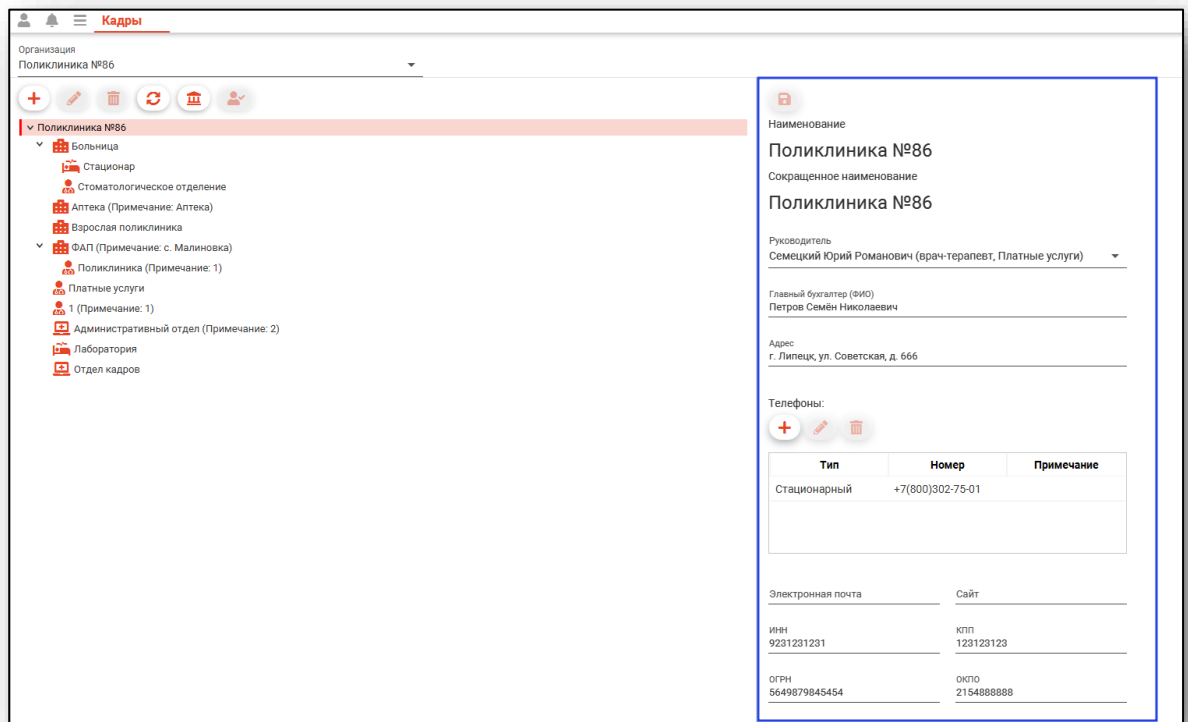 Кадры
Организация
Поликлиника №86
Поликлиника №86
Больница
Стационар
Стоматологическое отделение
Аптека (Примечание: Аптека)
Взрослая поликлиника
ФАП (Примечание: с. Малиновка)
Поликлиника (Примечание: 1)
Платные услуги
1 (Примечание: 1)
Административный отдел (Примечание: 2)
Лаборатория
Отдел кадров
Наименование
Поликлиника №86
Сокращенное наименование
Поликлиника №86
Руководитель
Семецкий Юрий Романович (врач-терапевт, Платные услуги)
Главный бухгалтер (ФИО)
Петров Семён Николаевич
Адрес
г. Липецк, ул. Советская, д. 666
Телефоны:
Тип Номер Примечание
Стационарный +7(800)302-75-01
Электронная почта Сайт
ИНН КПП
9231231231 123123123
ОГРН ОКПО
5649879845454 2154888888